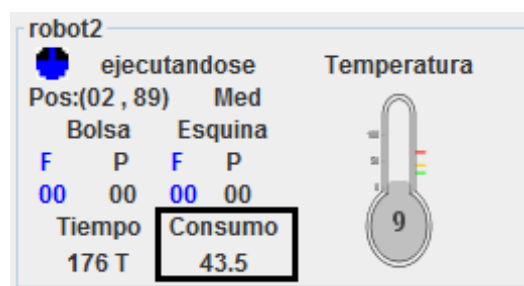 robot2
ejecutandose Temperatura
Pos:(02 , 89) Med
Bolsa Esquina
F P F P
00 00 00 00
Tiempo Consumo
176 T 43.5
9